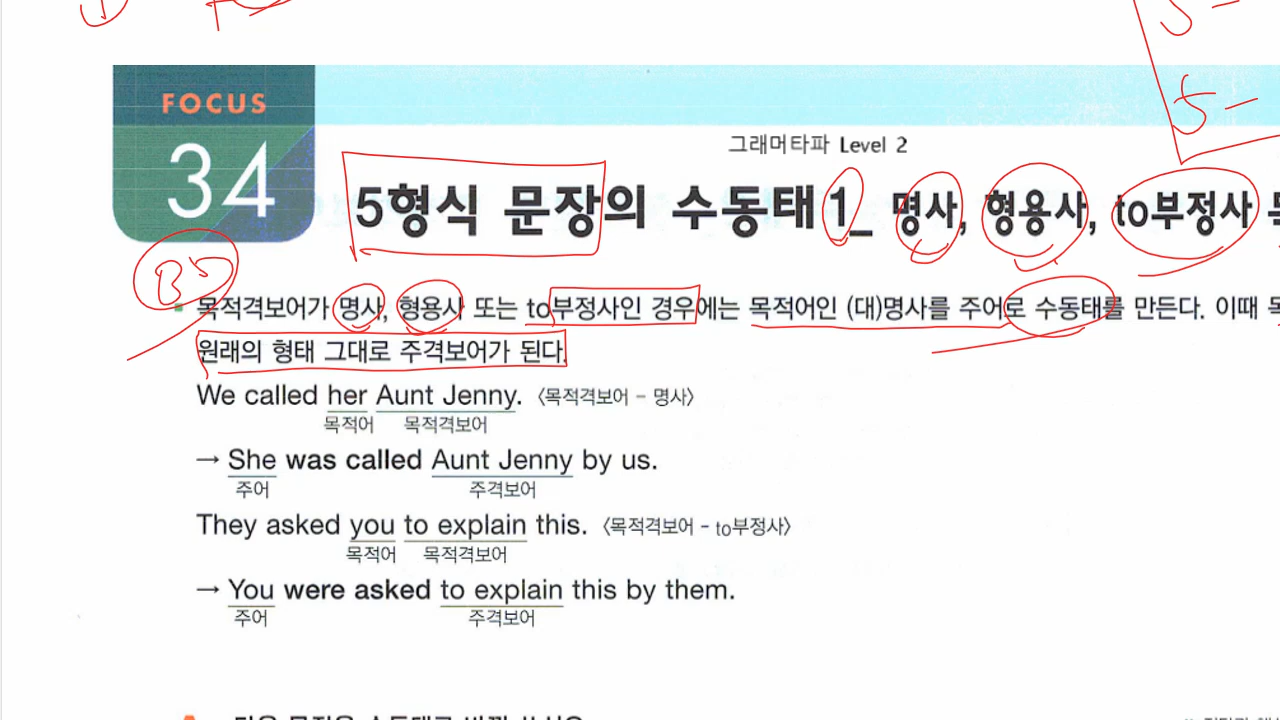 5-
5-
FOCUS
34
그래머타파 Level 2
5형식 문장의 수동태1_ 명사, 형용사, to부정사
B5
목적격보어가 명사, 형용사 또는 to부정사인 경우에는 목적어인 (대)명사를 주어로 수동태를 만든다. 이때
원래의 형태 그대로 주격보어가 된다.
We called her Aunt Jenny. 〈목적격보어 - 명사〉
목적어 목적격보어
→ She was called Aunt Jenny by us.
주어 주격보어
They asked you to explain this. 〈목적격보어 - to부정사〉
목적어 목적격보어
→ You were asked to explain this by them.
주어 주격보어